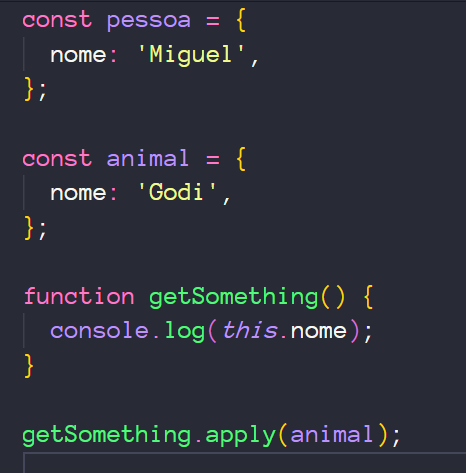 const pessoa = {
  nome: 'Miguel',
};

const animal = {
  nome: 'Godi',
};

function getSomething() {
  console.log(this.nome);
}

getSomething.apply(animal);